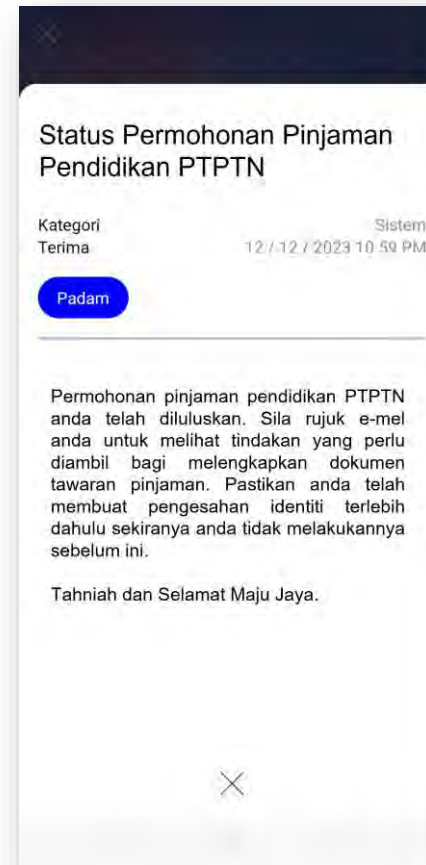 Status Permohonan Pinjaman
Pendidikan PTPTN
Kategori Sistem
Terima 12 / 12 / 2023 10:59 PM
Padam
Permohonan pinjaman pendidikan PTPTN
anda telah diluluskan. Sila rujuk e-mel
anda untuk melihat tindakan yang perlu
diambil bagi melengkapkan dokumen
tawaran pinjaman. Pastikan anda telah
membuat pengesahan identiti terlebih
dahulu sekiranya anda tidak melakukannya
sebelum ini.
Tahniah dan Selamat Maju Jaya.